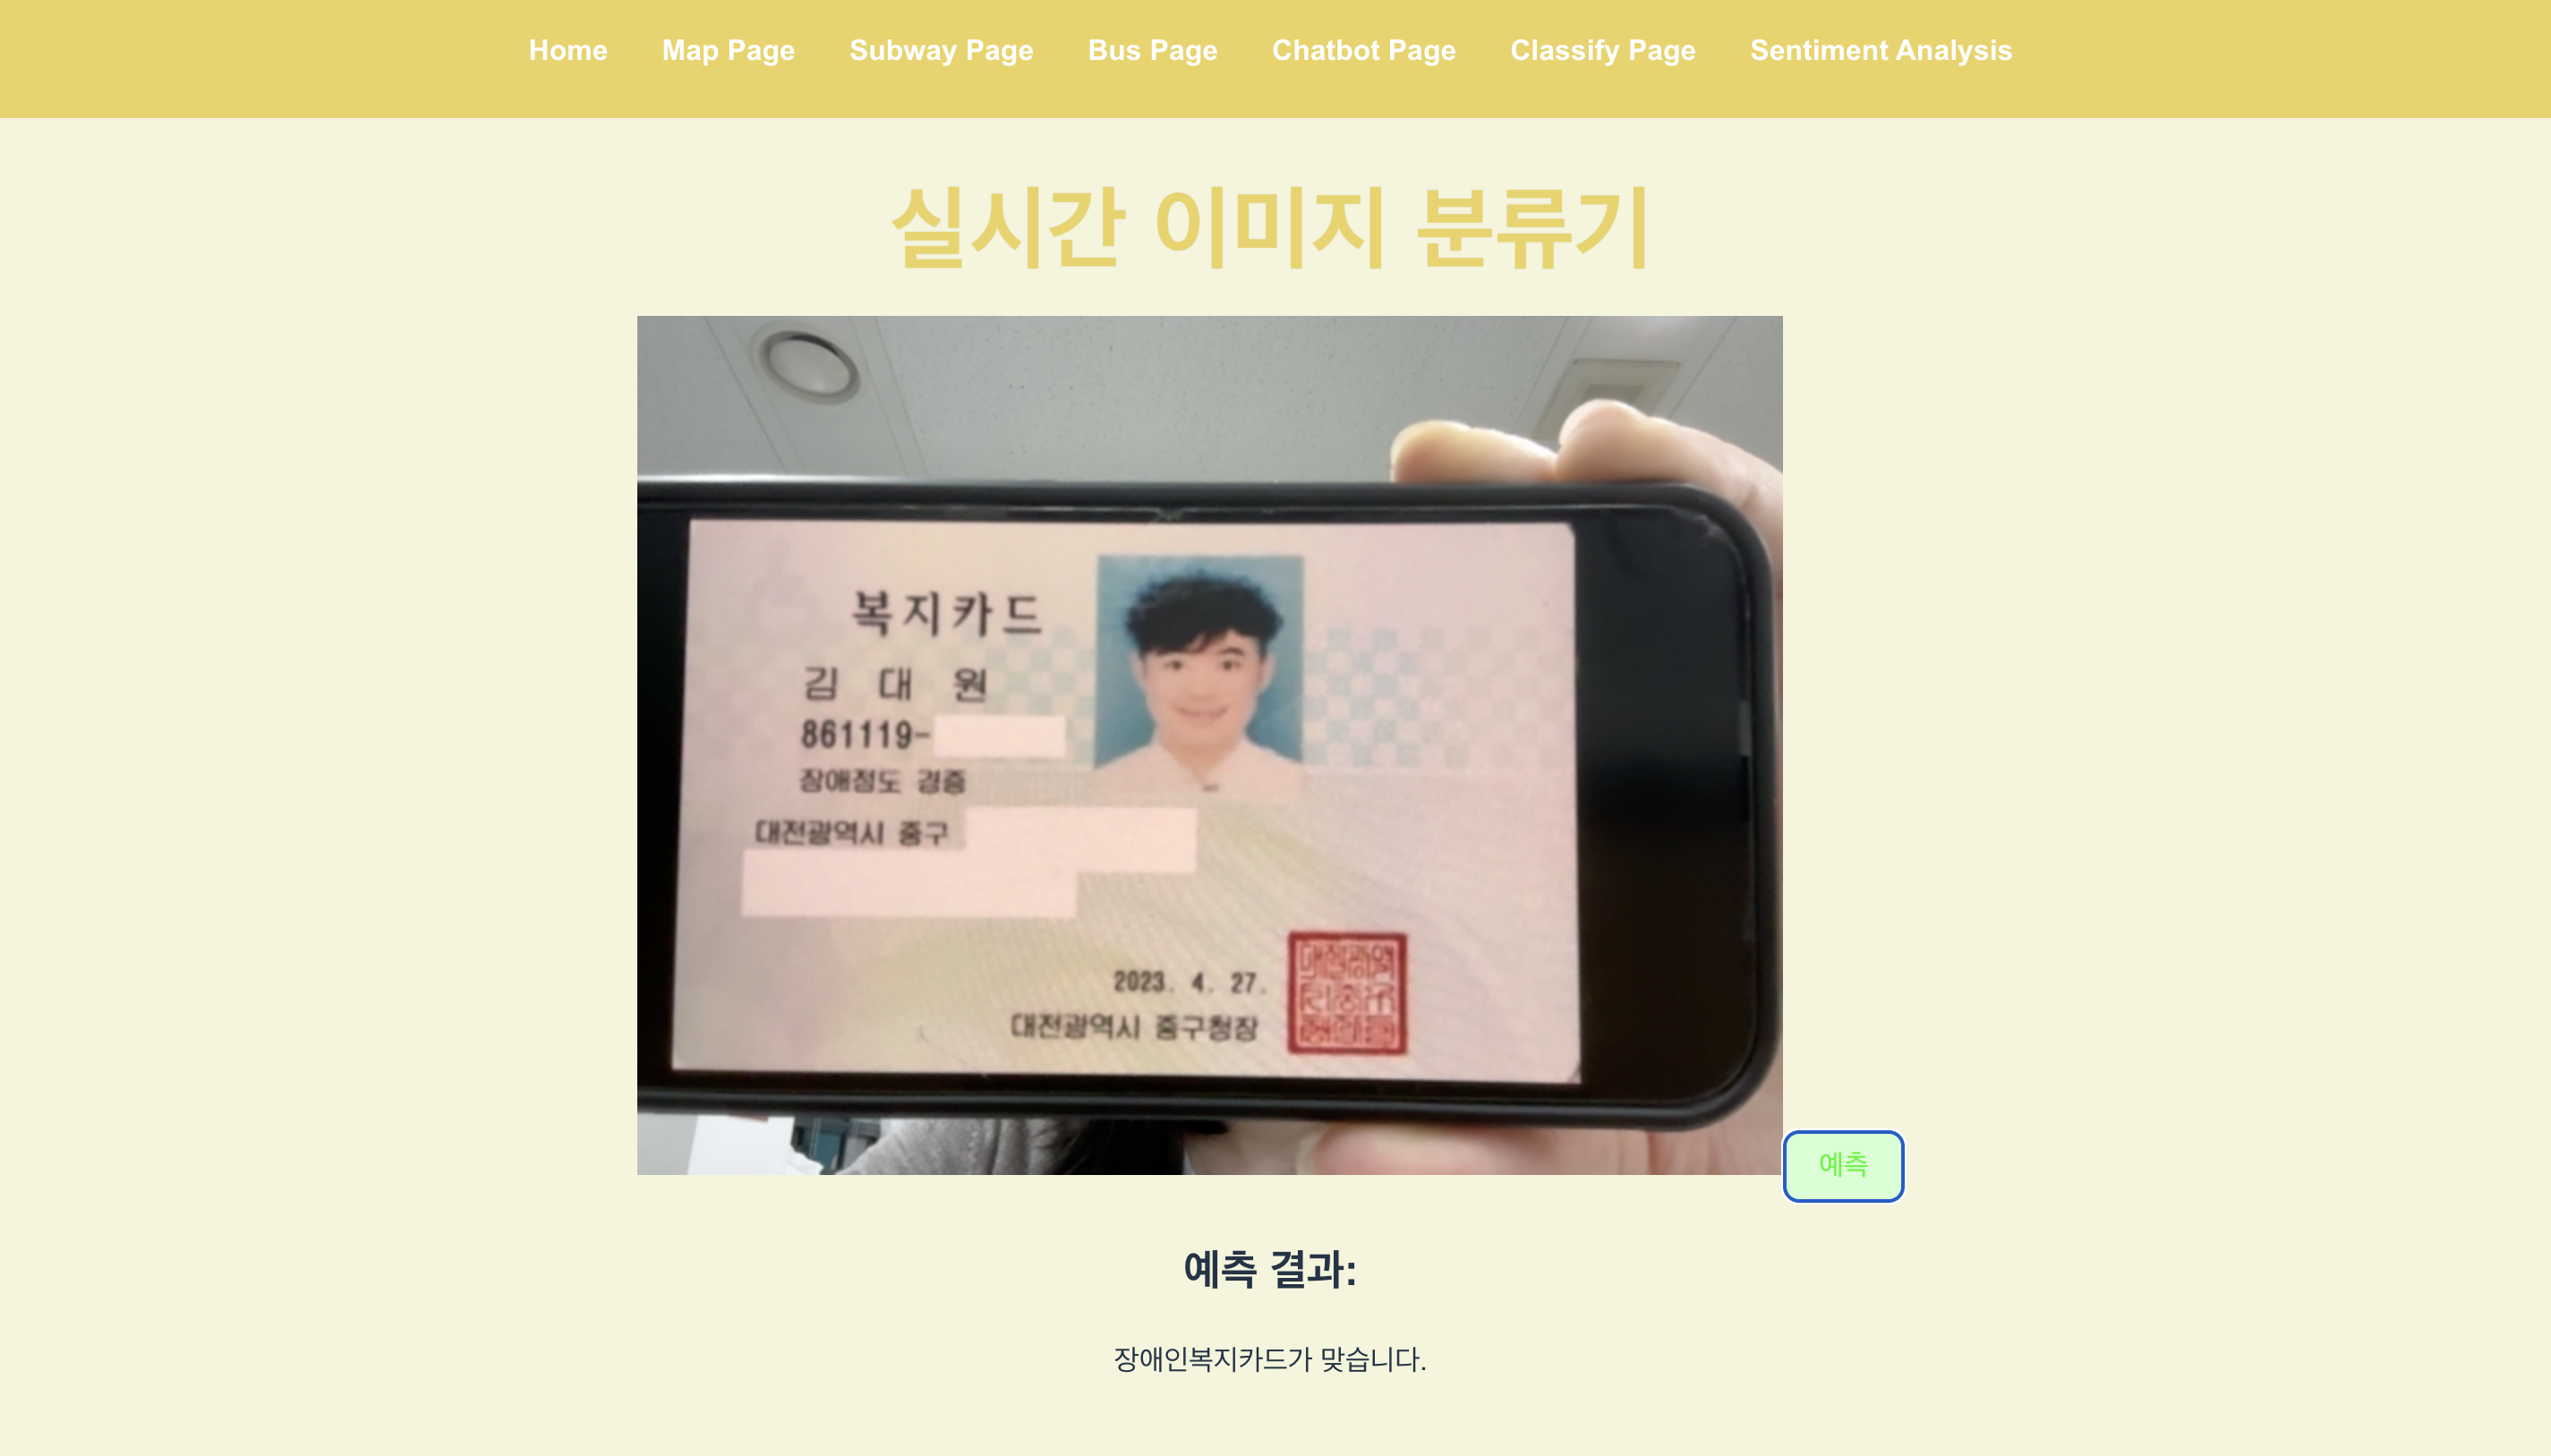 Home Map Page Subway Page Bus Page Chatbot Page Classify Page Sentiment Analysis
실시간 이미지 분류기
복지카드
김 대 원
861119-
장애정도 경증
대전광역시 중구
2023. 4. 27.
대전광역시 중구청장
예측
예측 결과:
장애인복지카드가 맞습니다.